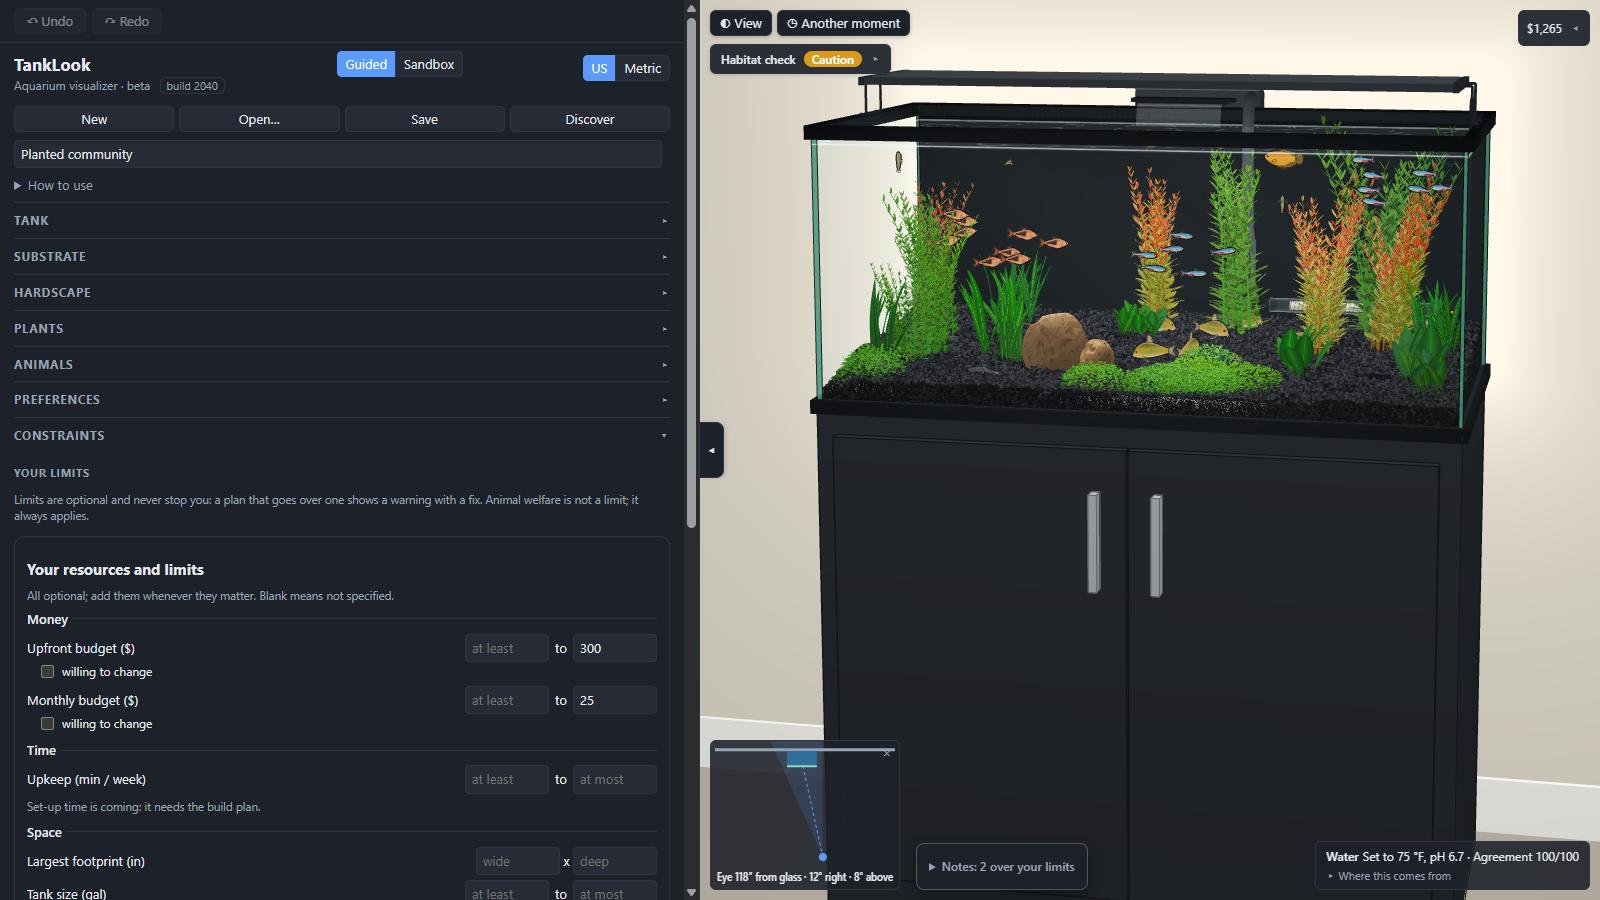 Undo
Redo
TankLook
Aquarium visualizer · beta build 2040
Guided Sandbox
US Metric
New
Open...
Save
Discover
Planted community
How to use
TANK
SUBSTRATE
HARDSCAPE
PLANTS
ANIMALS
PREFERENCES
CONSTRAINTS
YOUR LIMITS
Limits are optional and never stop you: a plan that goes over one shows a warning with a fix. Animal welfare is not a limit; it
always applies.
Your resources and limits
All optional; add them whenever they matter. Blank means not specified.
Money
Upfront budget ($) at least to 300
willing to change
Monthly budget ($) at least to 25
willing to change
Time
Upkeep (min / week) at least to at most
Set-up time is coming: it needs the build plan.
Space
Largest footprint (in) wide x deep
Tank size (gal) at least to at most
View
Another moment
Habitat check Caution
$1,265
Eye 118" from glass · 12° right · 8° above
Notes: 2 over your limits
Water Set to 75 °F, pH 6.7 · Agreement 100/100
Where this comes from